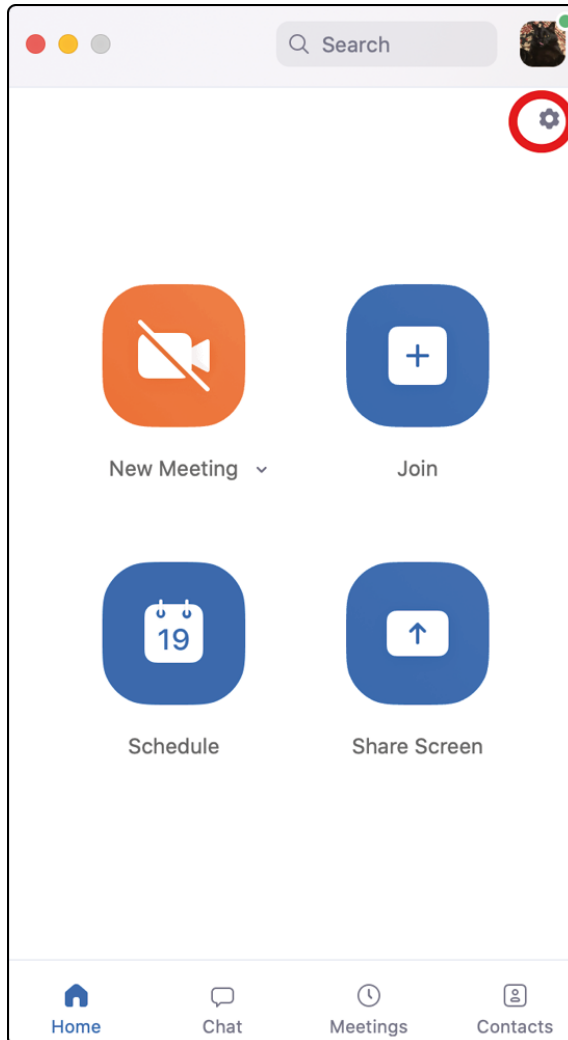 Search
New Meeting
Join
19
Schedule
Share Screen
Home
Chat
Meetings
Contacts